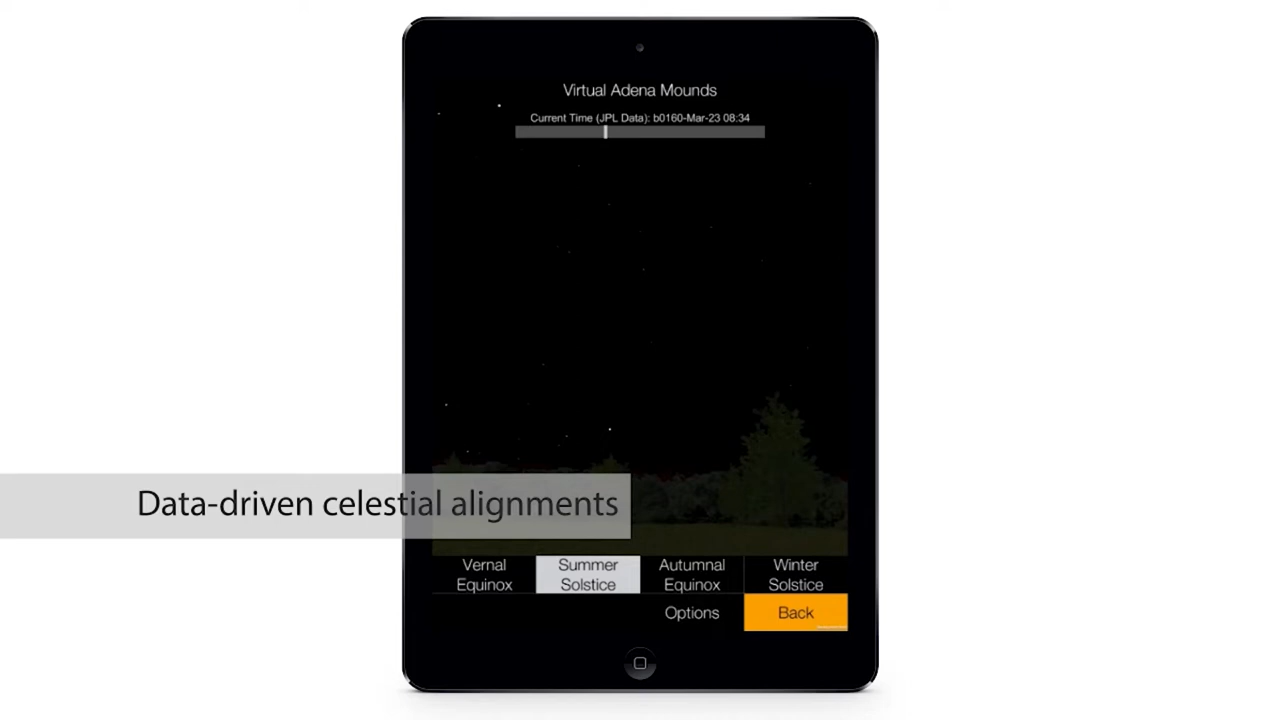 Virtual Adena Mounds
Current Time (JPL Data): b0160-Mar-23 08:34
Data-driven celestial alignments
Vernal
Equinox
Summer
Solstice
Autumnal
Equinox
Winter
Solstice
Options
Back